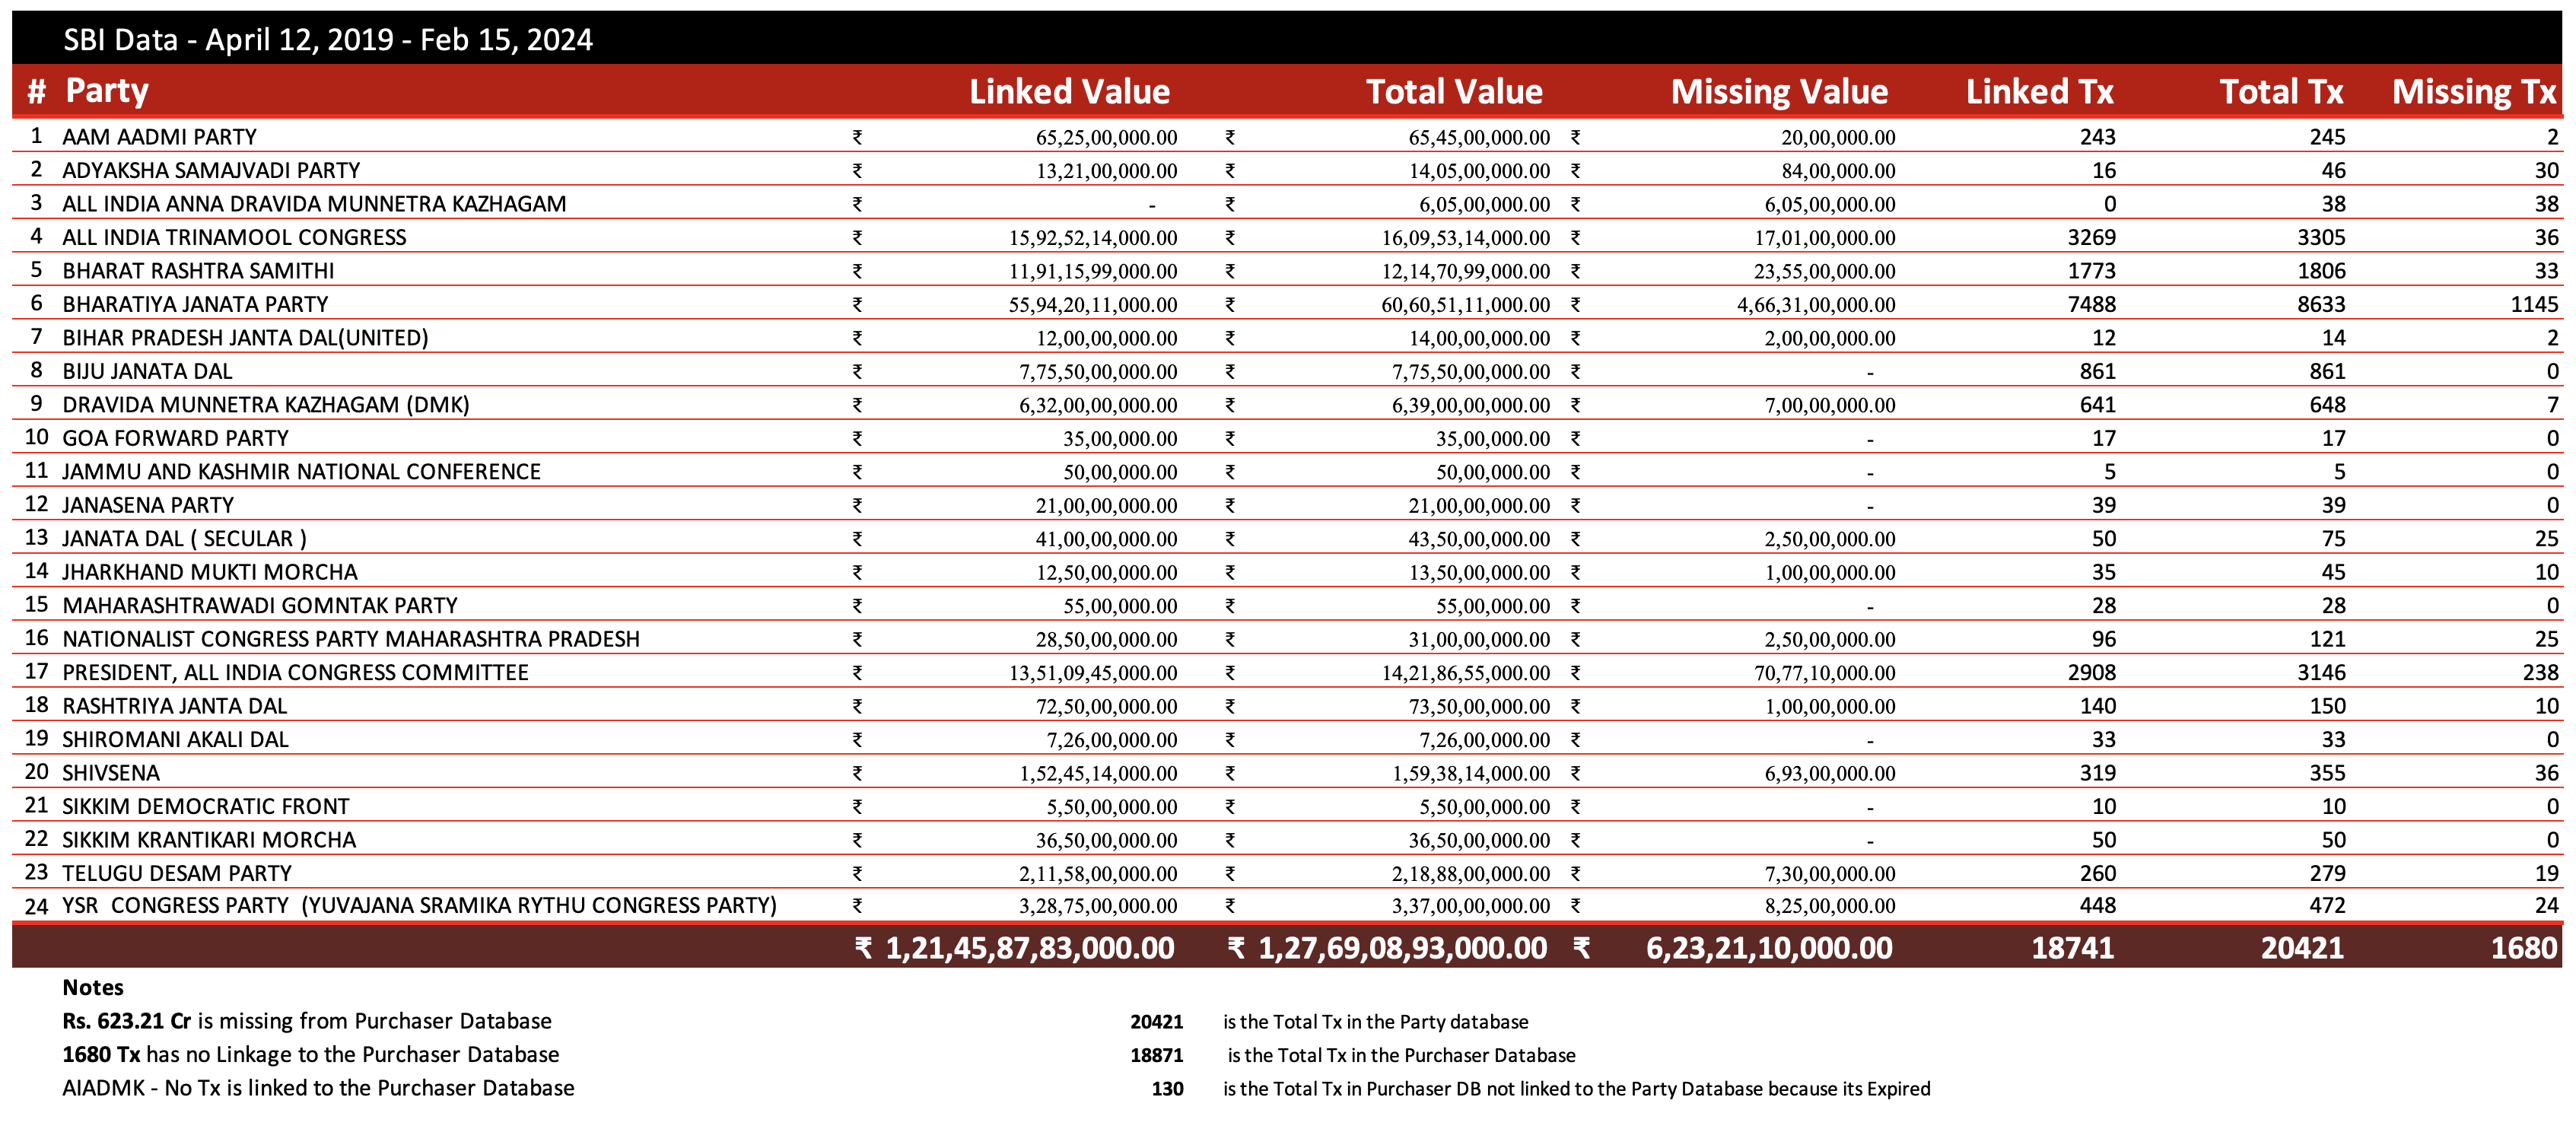 SBI Data - April 12, 2019 - Feb 15, 2024
# Party Linked Value Total Value Missing Value Linked Tx Total Tx Missing Tx
1 AAM AADMI PARTY ₹ 65,25,00,000.00 ₹ 65,45,00,000.00 ₹ 20,00,000.00 243 245 2
2 ADYAKSHA SAMAJVADI PARTY ₹ 13,21,00,000.00 ₹ 14,05,00,000.00 ₹ 84,00,000.00 16 46 30
3 ALL INDIA ANNA DRAVIDA MUNNETRA KAZHAGAM ₹ - ₹ 6,05,00,000.00 ₹ 6,05,00,000.00 0 38 38
4 ALL INDIA TRINAMOOL CONGRESS ₹ 15,92,52,14,000.00 ₹ 16,09,53,14,000.00 ₹ 17,01,00,000.00 3269 3305 36
5 BHARAT RASHTRA SAMITHI ₹ 11,91,15,99,000.00 ₹ 12,14,70,99,000.00 ₹ 23,55,00,000.00 1773 1806 33
6 BHARATIYA JANATA PARTY ₹ 55,94,20,11,000.00 ₹ 60,60,51,11,000.00 ₹ 4,66,31,00,000.00 7488 8633 1145
7 BIHAR PRADESH JANTA DAL(UNITED) ₹ 12,00,00,000.00 ₹ 14,00,00,000.00 ₹ 2,00,00,000.00 12 14 2
8 BIJU JANATA DAL ₹ 7,75,50,00,000.00 ₹ 7,75,50,00,000.00 ₹ - 861 861 0
9 DRAVIDA MUNNETRA KAZHAGAM (DMK) ₹ 6,32,00,00,000.00 ₹ 6,39,00,00,000.00 ₹ 7,00,00,000.00 641 648 7
10 GOA FORWARD PARTY ₹ 35,00,000.00 ₹ 35,00,000.00 ₹ - 17 17 0
11 JAMMU AND KASHMIR NATIONAL CONFERENCE ₹ 50,00,000.00 ₹ 50,00,000.00 ₹ - 5 5 0
12 JANASENA PARTY ₹ 21,00,00,000.00 ₹ 21,00,00,000.00 ₹ - 39 39 0
13 JANATA DAL ( SECULAR ) ₹ 41,00,00,000.00 ₹ 43,50,00,000.00 ₹ 2,50,00,000.00 50 75 25
14 JHARKHAND MUKTI MORCHA ₹ 12,50,00,000.00 ₹ 13,50,00,000.00 ₹ 1,00,00,000.00 35 45 10
15 MAHARASHTRAWADI GOMNTAK PARTY ₹ 55,00,000.00 ₹ 55,00,000.00 ₹ - 28 28 0
16 NATIONALIST CONGRESS PARTY MAHARASHTRA PRADESH ₹ 28,50,00,000.00 ₹ 31,00,00,000.00 ₹ 2,50,00,000.00 96 121 25
17 PRESIDENT, ALL INDIA CONGRESS COMMITTEE ₹ 13,51,09,45,000.00 ₹ 14,21,86,55,000.00 ₹ 70,77,10,000.00 2908 3146 238
18 RASHTRIYA JANTA DAL ₹ 72,50,00,000.00 ₹ 73,50,00,000.00 ₹ 1,00,00,000.00 140 150 10
19 SHIROMANI AKALI DAL ₹ 7,26,00,000.00 ₹ 7,26,00,000.00 ₹ - 33 33 0
20 SHIVSENA ₹ 1,52,45,14,000.00 ₹ 1,59,38,14,000.00 ₹ 6,93,00,000.00 319 355 36
21 SIKKIM DEMOCRATIC FRONT ₹ 5,50,00,000.00 ₹ 5,50,00,000.00 ₹ - 10 10 0
22 SIKKIM KRANTIKARI MORCHA ₹ 36,50,00,000.00 ₹ 36,50,00,000.00 ₹ - 50 50 0
23 TELUGU DESAM PARTY ₹ 2,11,58,00,000.00 ₹ 2,18,88,00,000.00 ₹ 7,30,00,000.00 260 279 19
24 YSR CONGRESS PARTY (YUVAJANA SRAMIKA RYTHU CONGRESS PARTY) ₹ 3,28,75,00,000.00 ₹ 3,37,00,00,000.00 ₹ 8,25,00,000.00 448 472 24
₹ 1,21,45,87,83,000.00 ₹ 1,27,69,08,93,000.00 ₹ 6,23,21,10,000.00 18741 20421 1680
Notes
Rs. 623.21 Cr is missing from Purchaser Database 20421 is the Total Tx in the Party database
1680 Tx has no Linkage to the Purchaser Database 18871 is the Total Tx in the Purchaser Database
AIADMK - No Tx is linked to the Purchaser Database 130 is the Total Tx in Purchaser DB not linked to the Party Database because its Expired